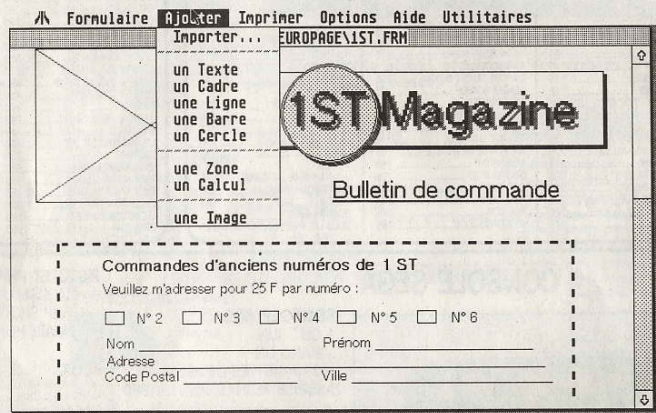 Formulaire Ajouter Imprimer Options Aide Utilitaires
EUROPAGE\1ST.FRM
Importer...
un Texte
un Cadre
une Ligne
une Barre
un Cercle
une Zone
un Calcul
une Image
1ST Magazine
Bulletin de commande
Commandes d'anciens numéros de 1 ST
Veuillez m'adresser pour 25 F par numéro :
N° 2 N° 3 N° 4 N° 5 N° 6
Nom Prénom
Adresse
Code Postal Ville